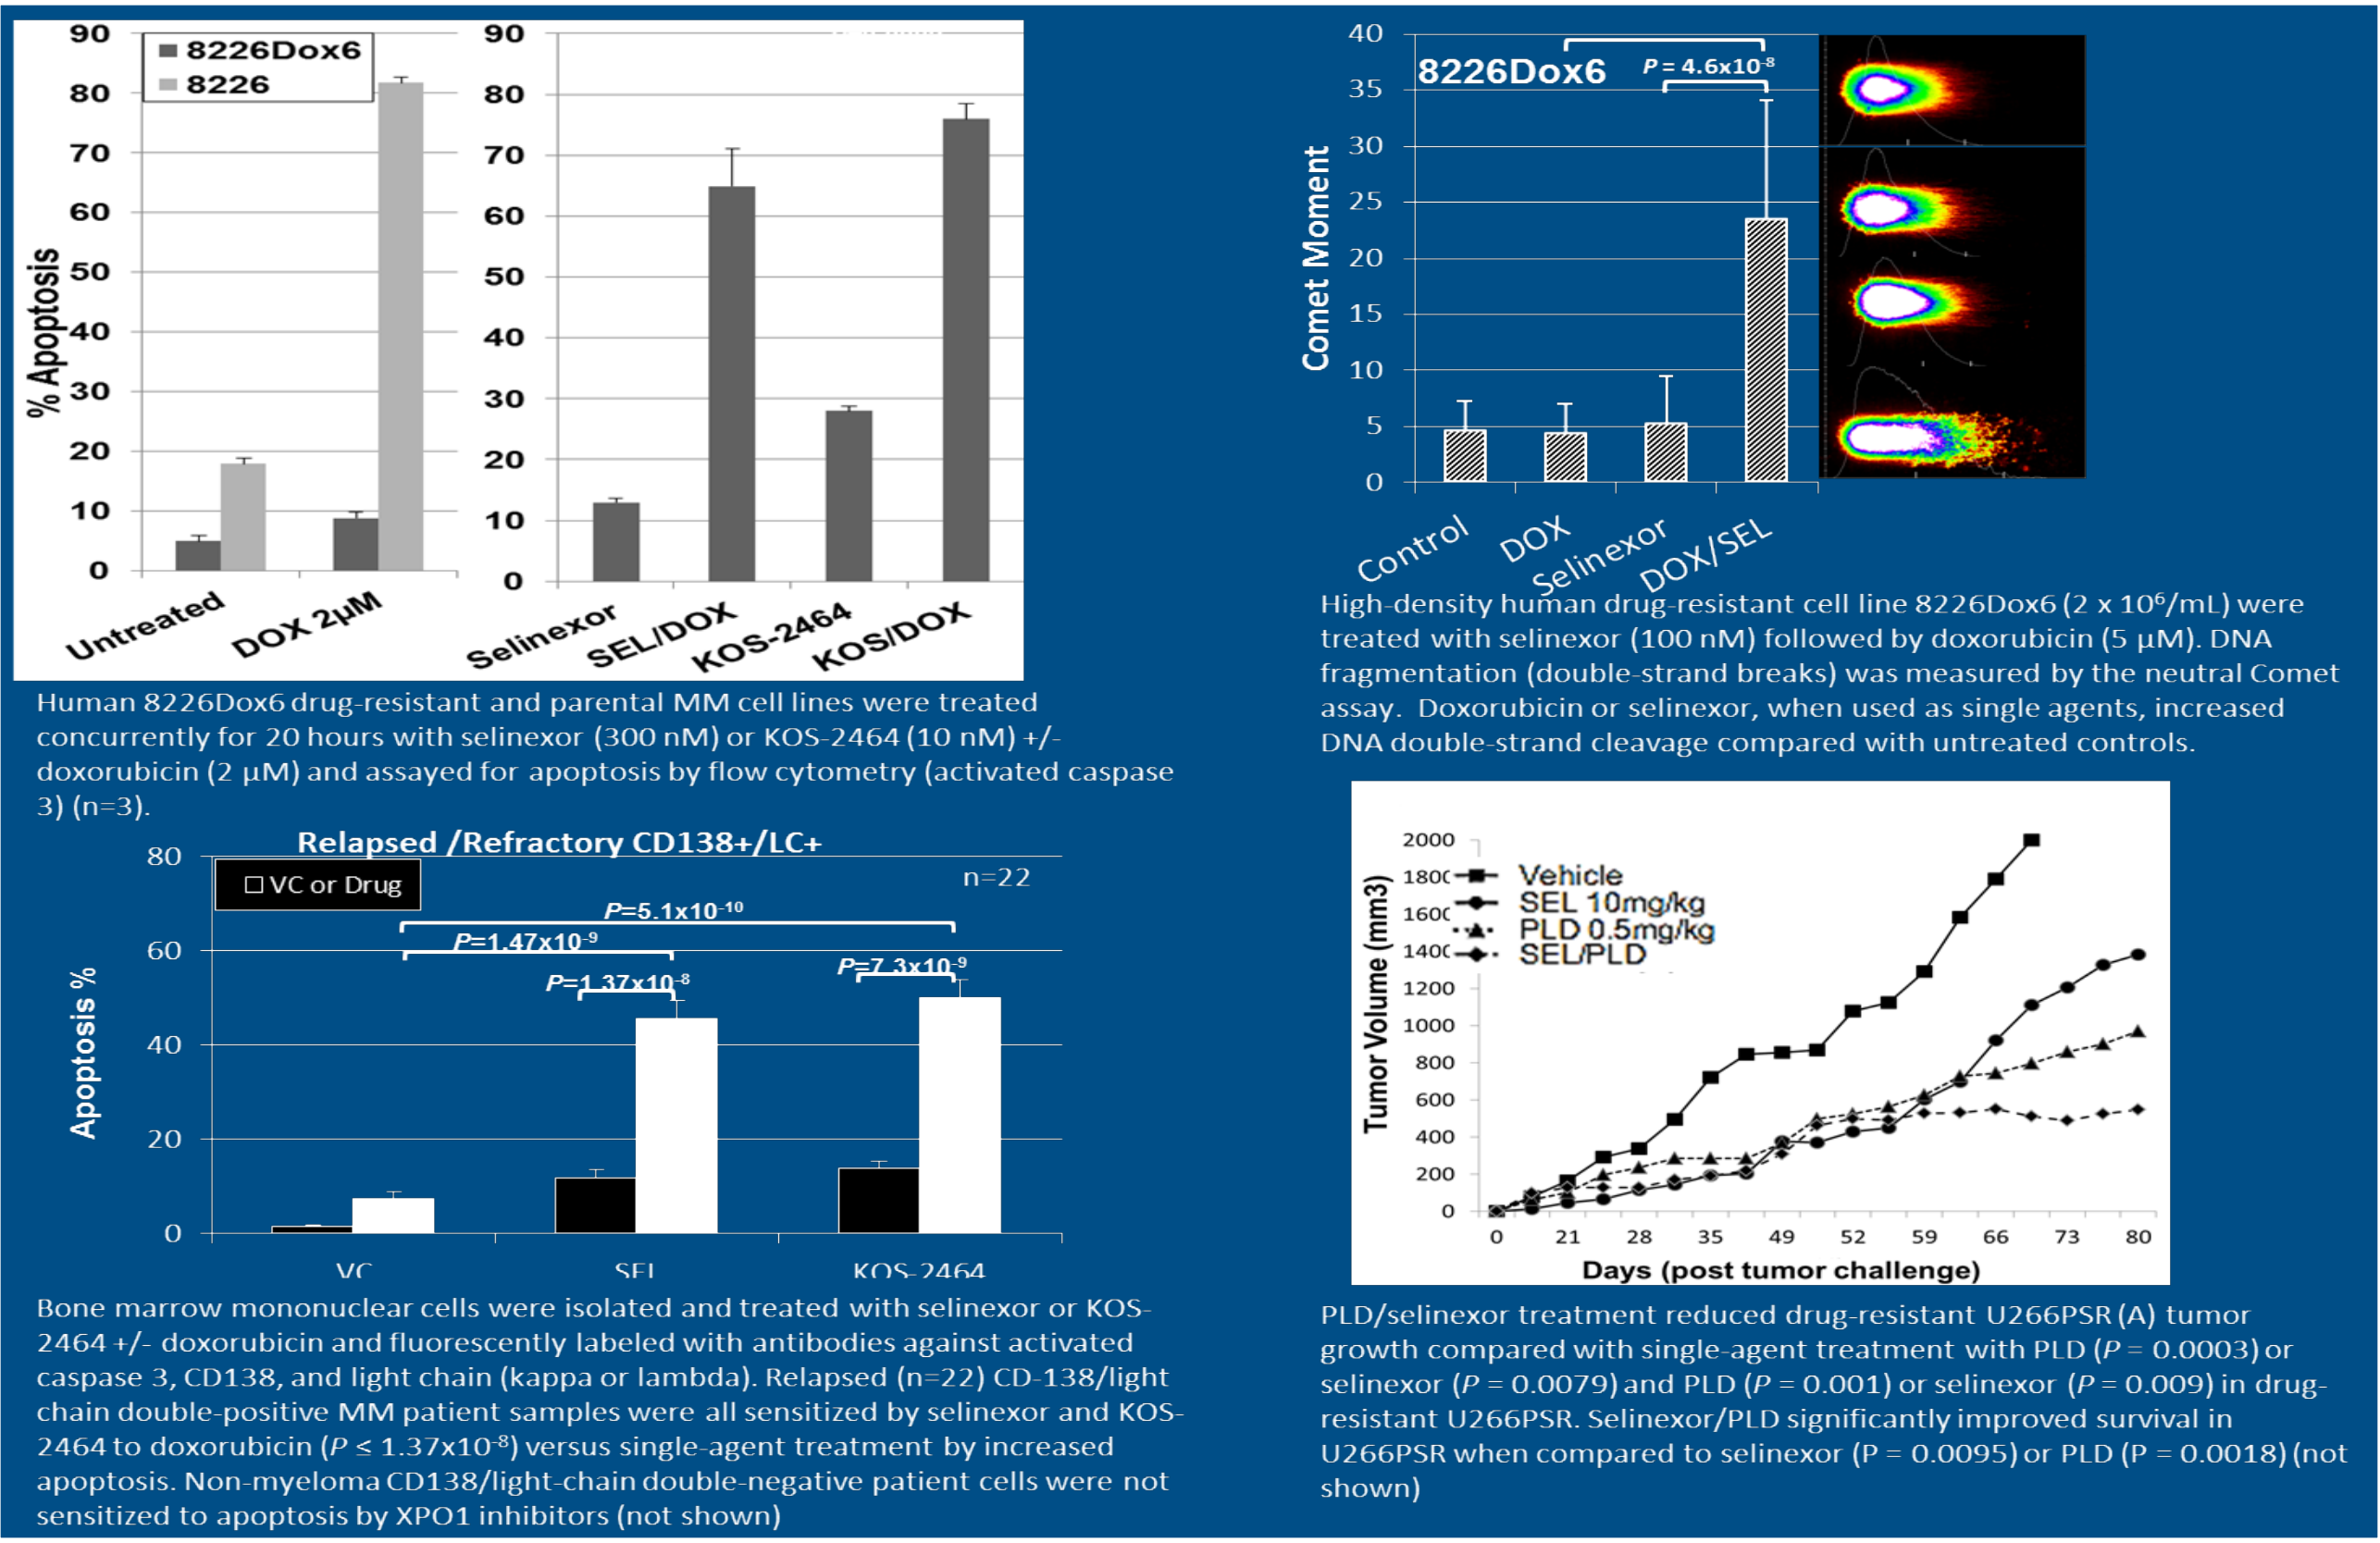 90
80
70
60
50
40
30
20
10
0
% Apoptosis
8226Dox6
8226
Untreated
DOX 2µM
90
80
70
60
50
40
30
20
10
0
Selinexor
SEL/DOX
KOS-2464
KOS/DOX
Human 8226Dox6 drug-resistant and parental MM cell lines were treated
concurrently for 20 hours with selinexor (300 nM) or KOS-2464 (10 nM) +/-
doxorubicin (2 µM) and assayed for apoptosis by flow cytometry (activated caspase
3) (n=3).
Relapsed /Refractory CD138+/LC+
80
60
40
20
0
Apoptosis %
VC or Drug
n=22
P=5.1x10⁻¹⁰
P=1.47x10⁻⁹
P=1.37x10⁻⁸
P=7.3x10⁻⁹
VC
SEL
KOS-2464
Bone marrow mononuclear cells were isolated and treated with selinexor or KOS-
2464 +/- doxorubicin and fluorescently labeled with antibodies against activated
caspase 3, CD138, and light chain (kappa or lambda). Relapsed (n=22) CD-138/light
chain double-positive MM patient samples were all sensitized by selinexor and KOS-
2464 to doxorubicin (P ≤ 1.37x10⁻⁸) versus single-agent treatment by increased
apoptosis. Non-myeloma CD138/light-chain double-negative patient cells were not
sensitized to apoptosis by XPO1 inhibitors (not shown)
40
35
30
25
20
15
10
5
0
Comet Moment
8226Dox6
P = 4.6x10⁻⁸
Control
DOX
Selinexor
DOX/SEL
High-density human drug-resistant cell line 8226Dox6 (2 x 10⁶/mL) were
treated with selinexor (100 nM) followed by doxorubicin (5 µM). DNA
fragmentation (double-strand breaks) was measured by the neutral Comet
assay. Doxorubicin or selinexor, when used as single agents, increased
DNA double-strand cleavage compared with untreated controls.
2000
1800
1600
1400
1200
1000
800
600
400
200
0
Tumor Volume (mm3)
Vehicle
SEL 10mg/kg
PLD 0.5mg/kg
SEL/PLD
0 21 28 35 49 52 59 66 73 80
Days (post tumor challenge)
PLD/selinexor treatment reduced drug-resistant U266PSR (A) tumor
growth compared with single-agent treatment with PLD (P = 0.0003) or
selinexor (P = 0.0079) and PLD (P = 0.001) or selinexor (P = 0.009) in drug-
resistant U266PSR. Selinexor/PLD significantly improved survival in
U266PSR when compared to selinexor (P = 0.0095) or PLD (P = 0.0018) (not
shown)